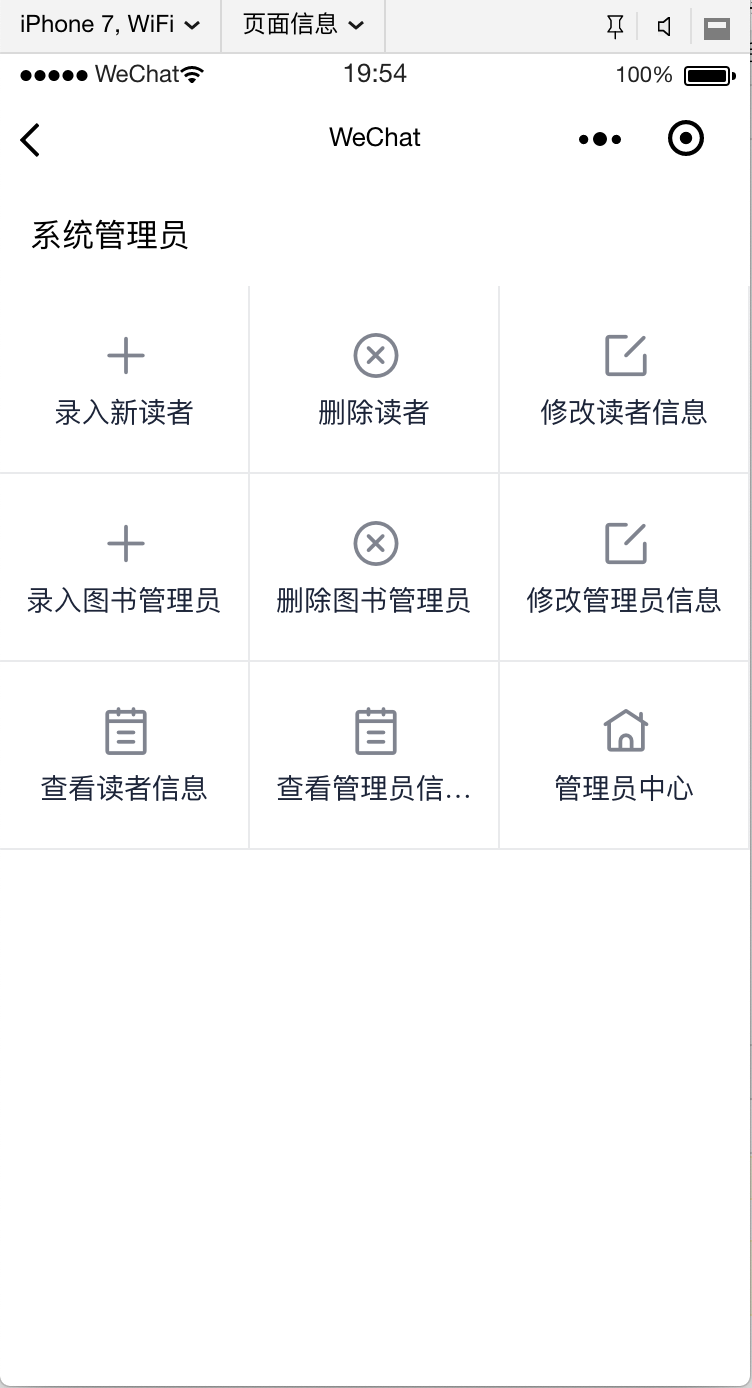 iPhone 7, WiFi 页面信息
WeChat 19:54 100%
WeChat
系统管理员
录入新读者 删除读者 修改读者信息
录入图书管理员 删除图书管理员 修改管理员信息
查看读者信息 查看管理员信... 管理员中心